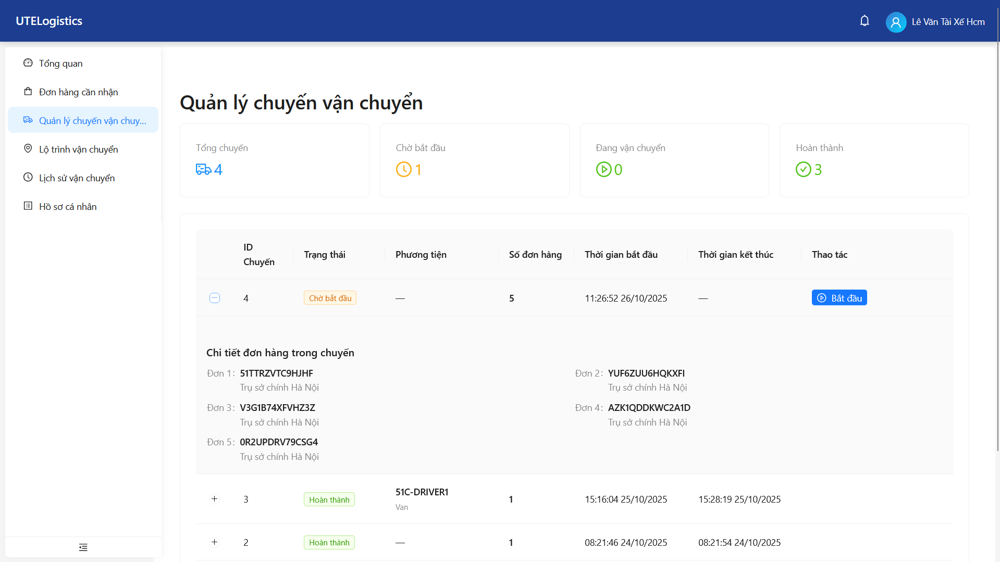 UTELogistics
Lê Văn Tài Xế Hcm
Tổng quan
Đơn hàng cần nhận
Quản lý chuyến vận chuy...
Lộ trình vận chuyển
Lịch sử vận chuyển
Hồ sơ cá nhân
Quản lý chuyến vận chuyển
Tổng chuyến
4
Chờ bắt đầu
1
Đang vận chuyển
0
Hoàn thành
3
ID Chuyến Trạng thái Phương tiện Số đơn hàng Thời gian bắt đầu Thời gian kết thúc Thao tác
4 Chờ bắt đầu — 5 11:26:52 26/10/2025 — Bắt đầu
Chi tiết đơn hàng trong chuyến
Đơn 1: 51TTRZVTC9HJHF
Trụ sở chính Hà Nội
Đơn 2: YUF6ZUU6HQKXFI
Trụ sở chính Hà Nội
Đơn 3: V3G1B74XFVHZ3Z
Trụ sở chính Hà Nội
Đơn 4: AZK1QDDKWC2A1D
Trụ sở chính Hà Nội
Đơn 5: 0R2UPDRV79CSG4
Trụ sở chính Hà Nội
3 Hoàn thành 51C-DRIVER1 1 15:16:04 25/10/2025 15:28:19 25/10/2025
Van
2 Hoàn thành — 1 08:21:46 24/10/2025 08:21:54 24/10/2025